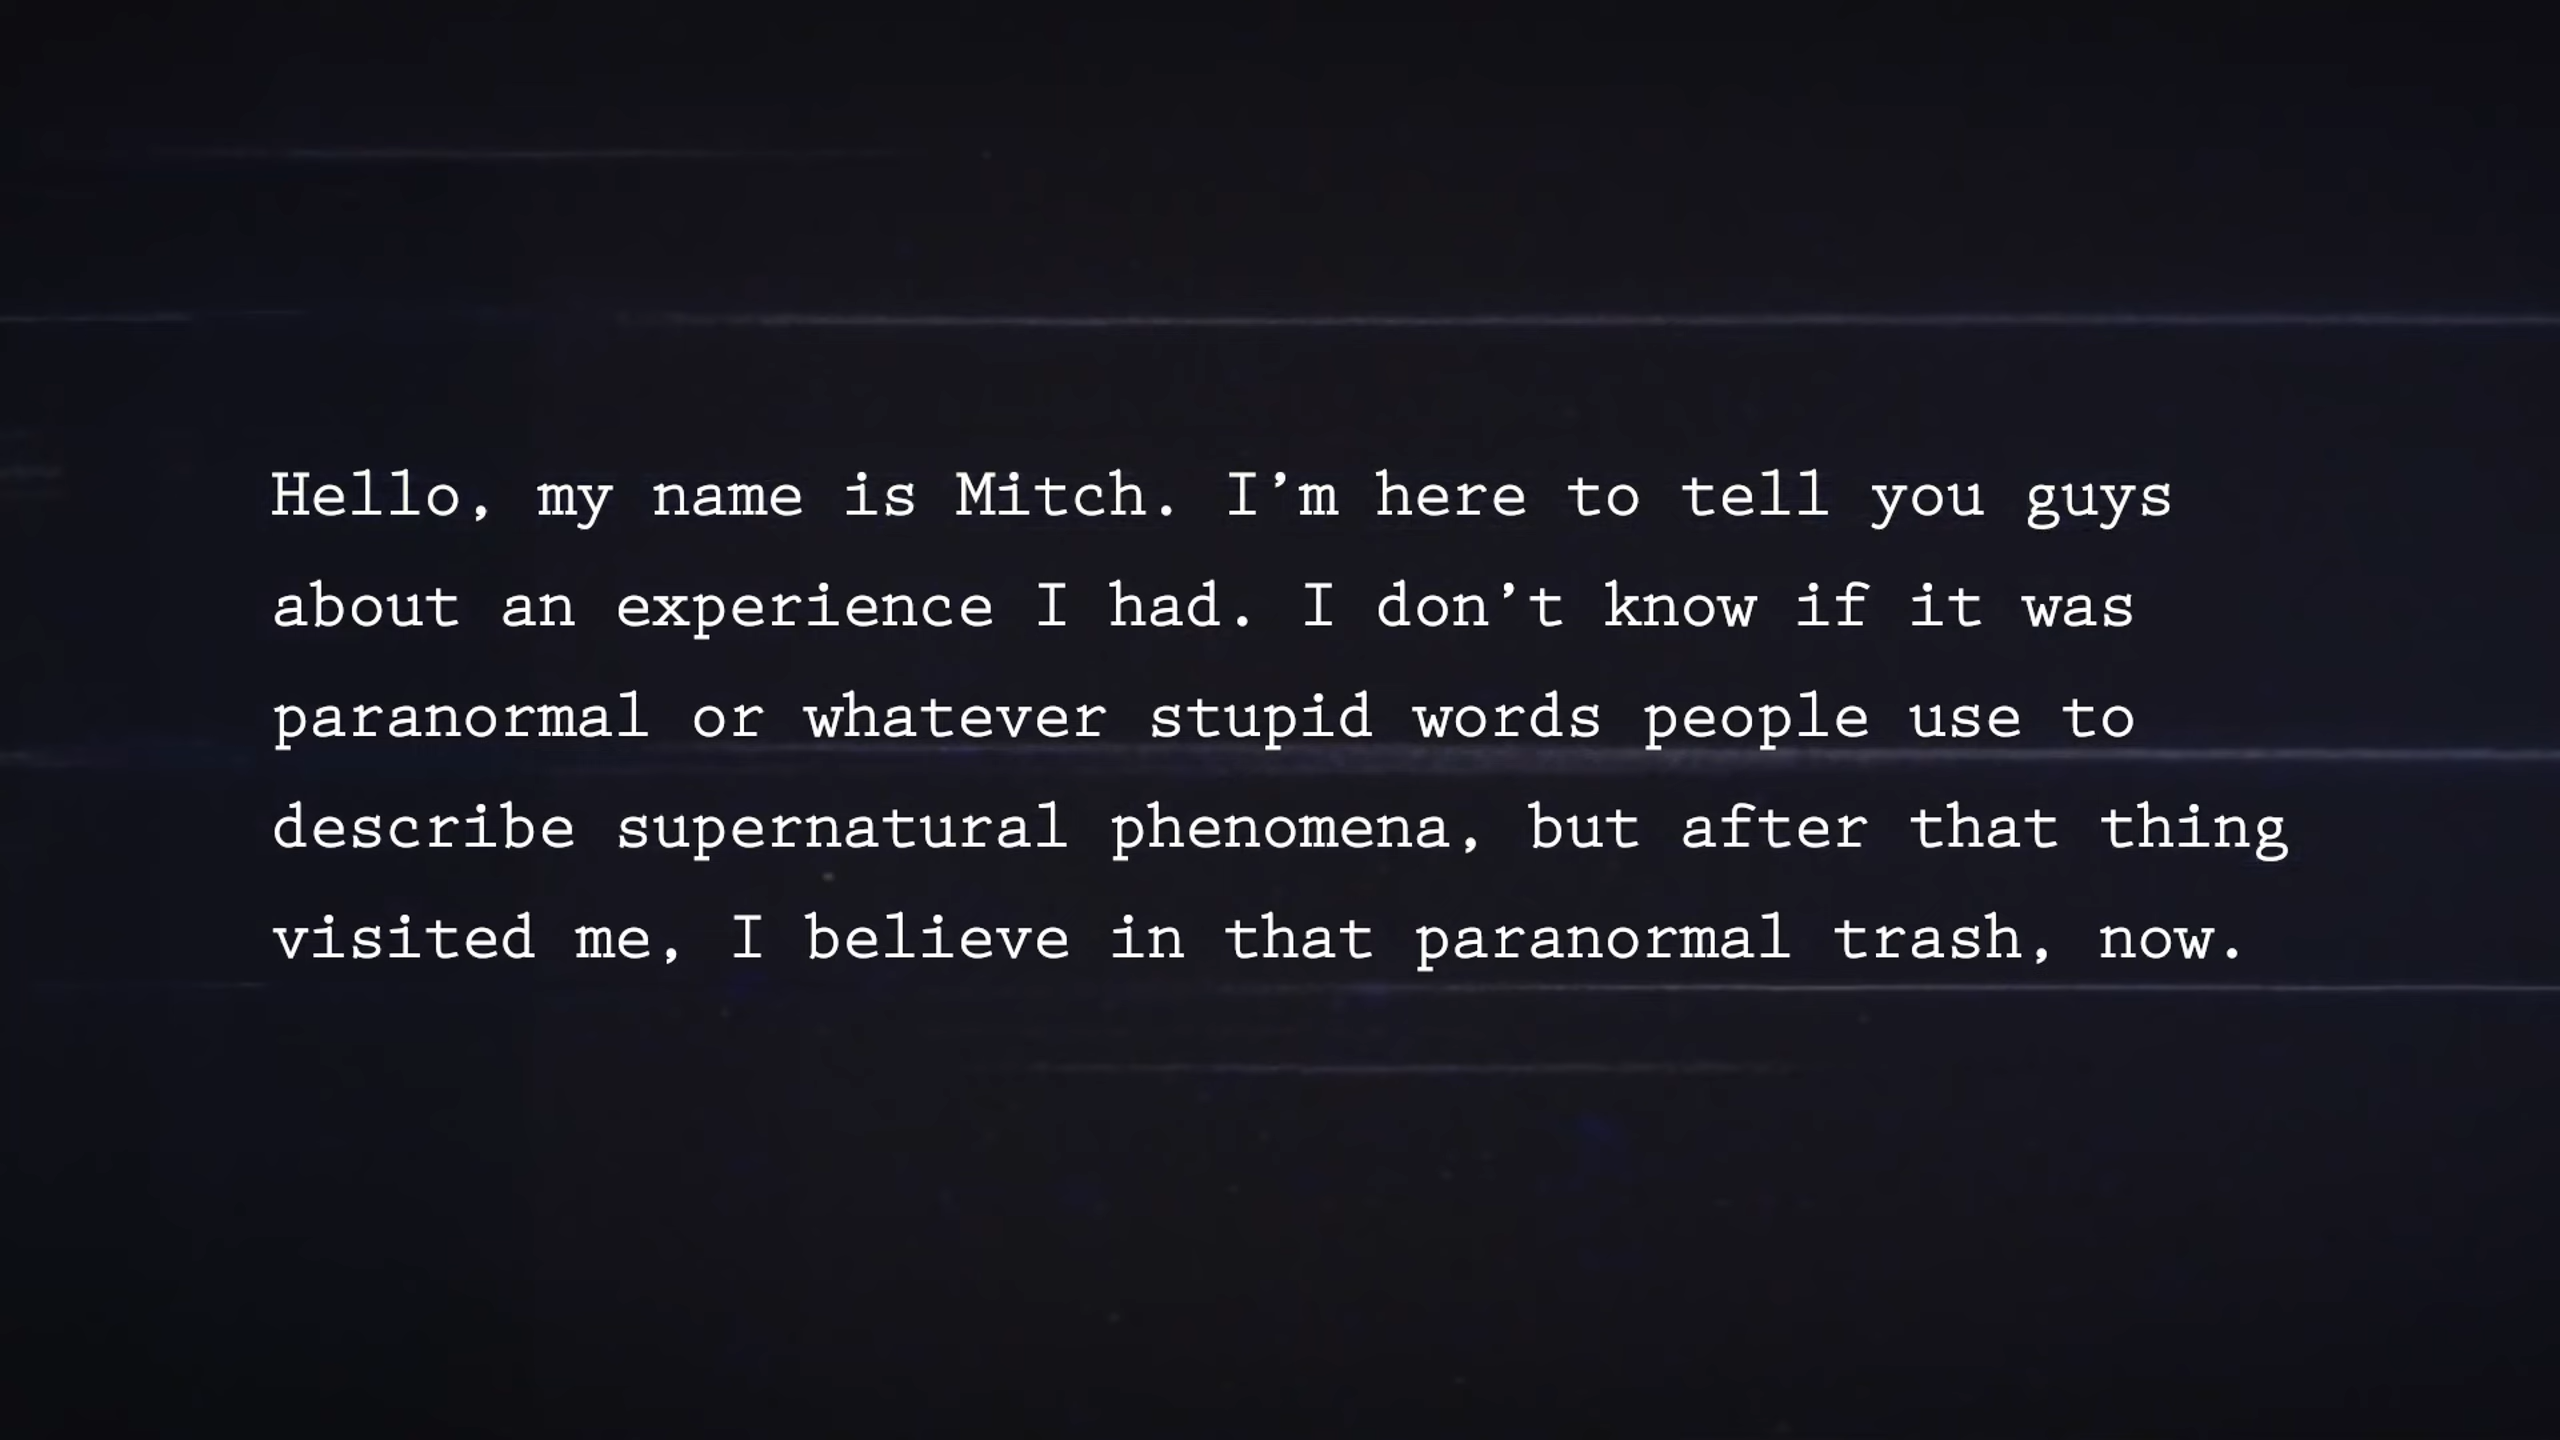 Hello, my name is Mitch. I’m here to tell you guys
about an experience I had. I don’t know if it was
paranormal or whatever stupid words people use to
describe supernatural phenomena, but after that thing
visited me, I believe in that paranormal trash, now.